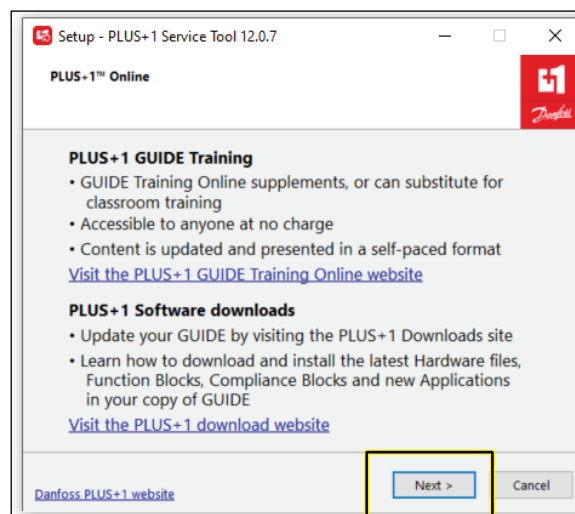 Setup - PLUS+1 Service Tool 12.0.7
PLUS+1™ Online
+1
Danfoss
PLUS+1 GUIDE Training
• GUIDE Training Online supplements, or can substitute for
classroom training
• Accessible to anyone at no charge
• Content is updated and presented in a self-paced format
Visit the PLUS+1 GUIDE Training Online website
PLUS+1 Software downloads
• Update your GUIDE by visiting the PLUS+1 Downloads site
• Learn how to download and install the latest Hardware files,
Function Blocks, Compliance Blocks and new Applications
in your copy of GUIDE
Visit the PLUS+1 download website
Danfoss PLUS+1 website
Next >
Cancel